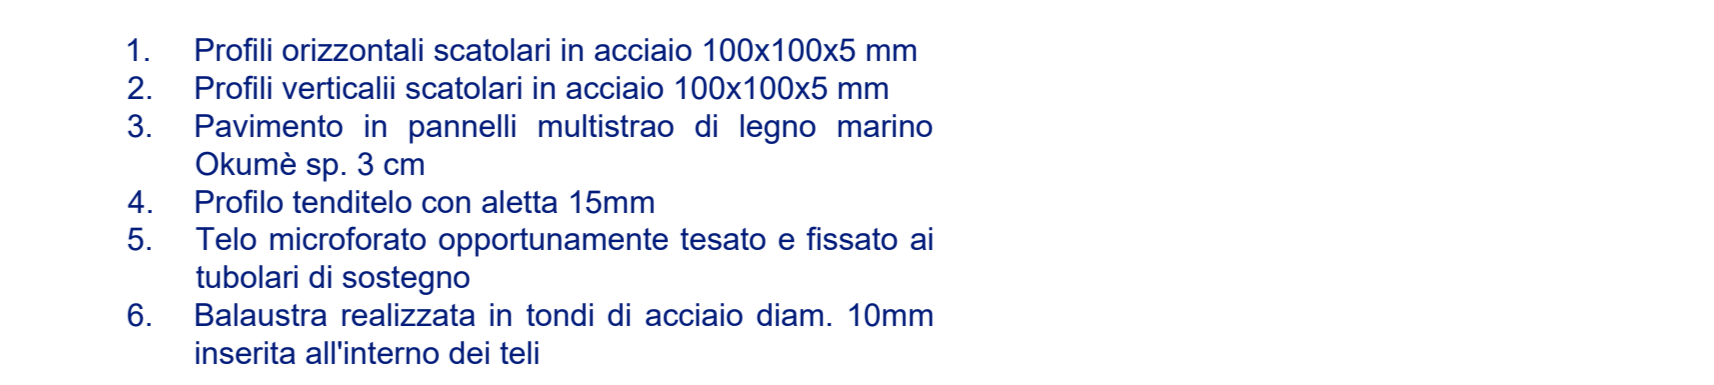 1. Profili orizzontali scatolari in acciaio 100x100x5 mm
2. Profili verticalii scatolari in acciaio 100x100x5 mm
3. Pavimento in pannelli multistrao di legno marino
Okumè sp. 3 cm
4. Profilo tenditelo con aletta 15mm
5. Telo microforato opportunamente tesato e fissato ai
tubolari di sostegno
6. Balaustra realizzata in tondi di acciaio diam. 10mm
inserita all'interno dei teli